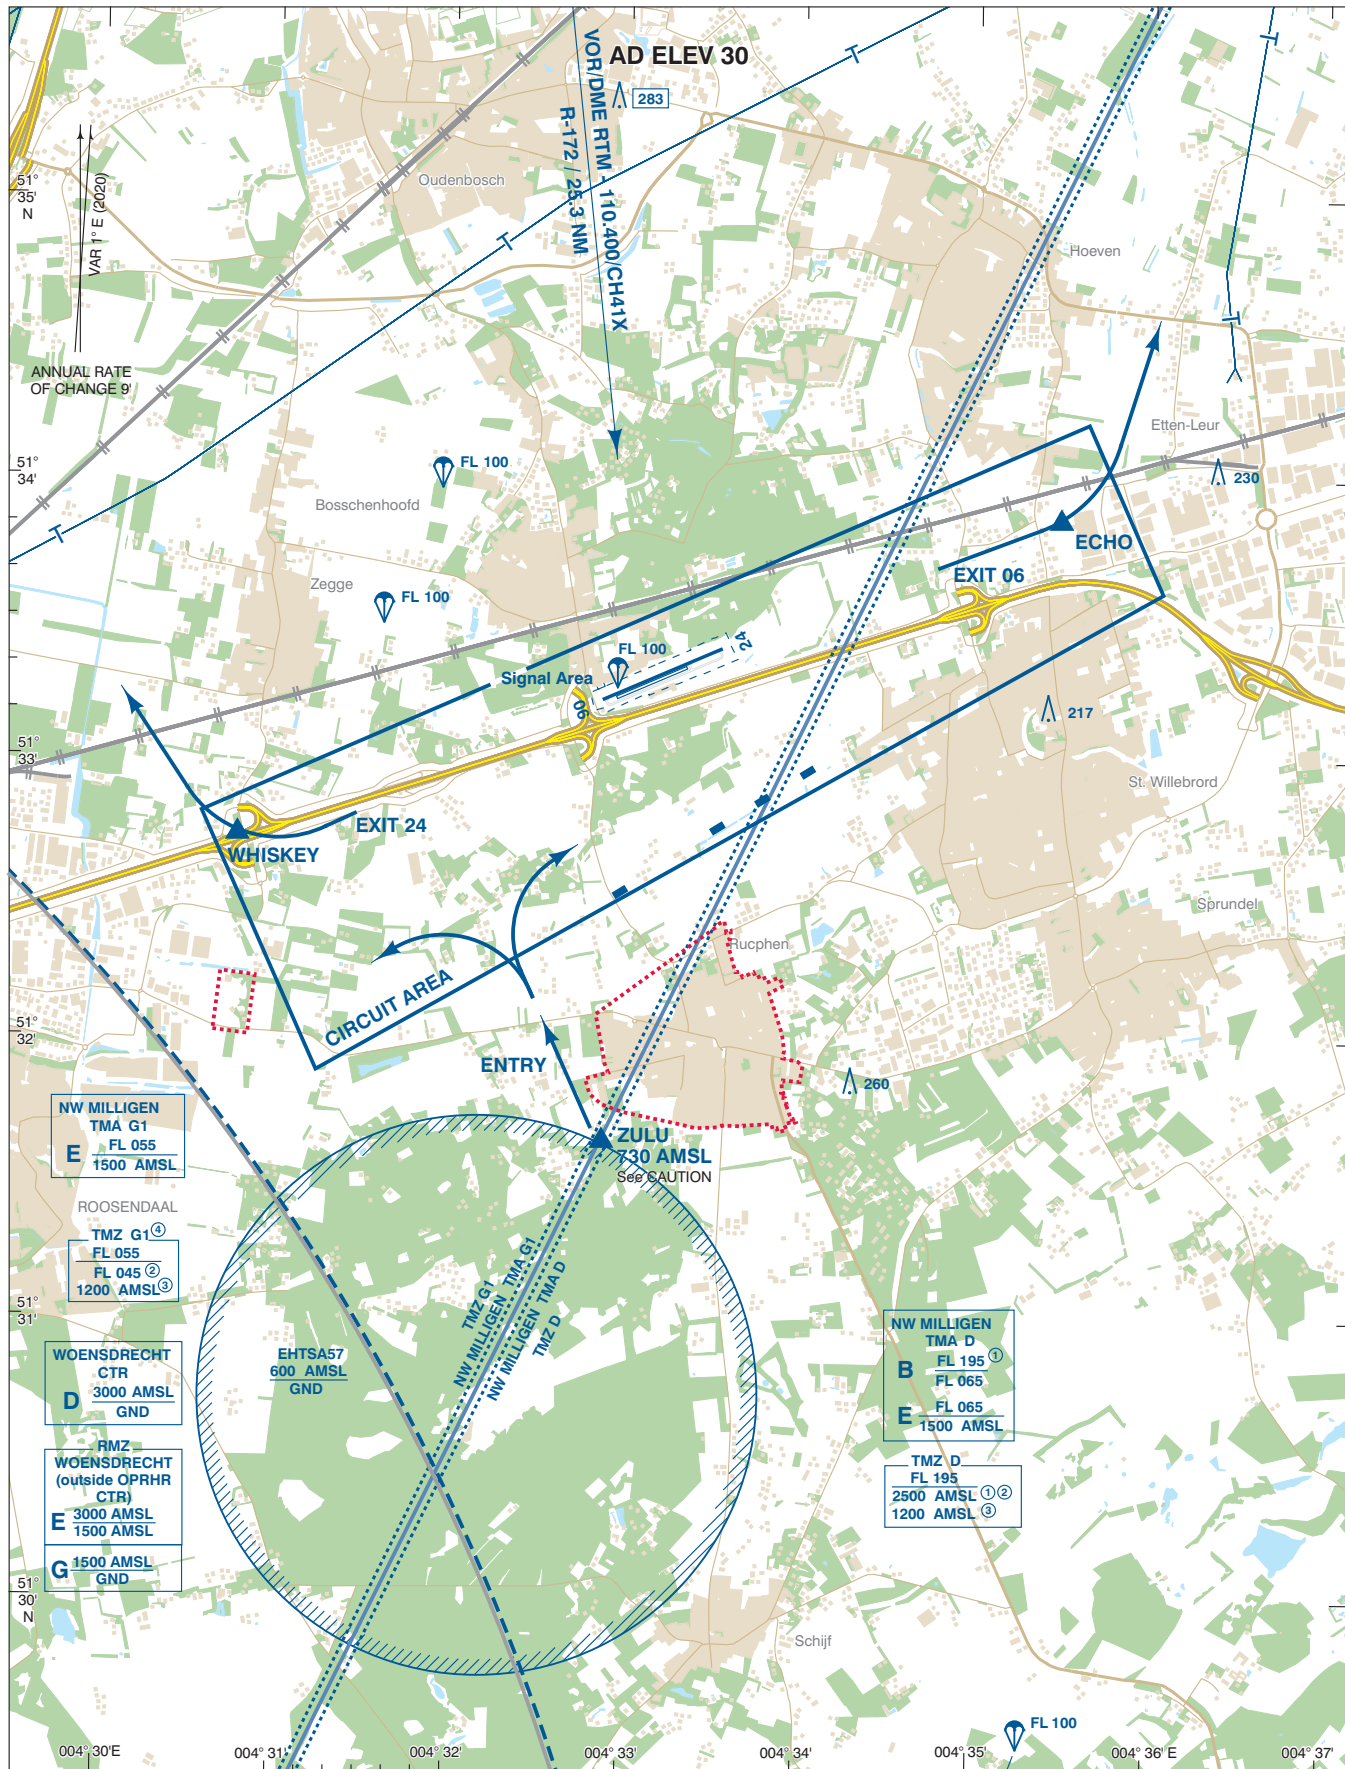 AD ELEV 30
283
VOR/DME RTM - 110.400/CH41X
R-172 / 25.3 NM
Oudenbosch
51°
35'
N
VAR 1° E (2020)
ANNUAL RATE
OF CHANGE 9'
Hoeven
Etten-Leur
230
51°
34'
FL 100
Bosschenhoofd
Zegge
FL 100
ECHO
EXIT 06
FL 100
24
Signal Area
06
217
51°
33'
St. Willebrord
EXIT 24
WHISKEY
Sprundel
Rucphen
CIRCUIT AREA
51°
32'
ENTRY
260
ZULU
730 AMSL
See CAUTION
NW MILLIGEN
TMA G1
E FL 055
1500 AMSL
ROOSENDAAL
TMZ G1④
FL 055
FL 045②
1200 AMSL③
51°
31'
TMZ G1
NW MILLIGEN TMA G1
NW MILLIGEN TMA D
TMZ D
EHTSA57
600 AMSL
GND
WOENSDRECHT
CTR
D 3000 AMSL
GND
RMZ
WOENSDRECHT
(outside OPRHR
CTR)
E 3000 AMSL
1500 AMSL
G 1500 AMSL
GND
NW MILLIGEN
TMA D
B FL 195①
FL 065
E FL 065
1500 AMSL
TMZ D
FL 195
2500 AMSL①②
1200 AMSL③
51°
30'
N
Schijf
FL 100
004° 30'E
004° 31'
004° 32'
004° 33'
004° 34'
004° 35'
004° 36'E
004° 37'